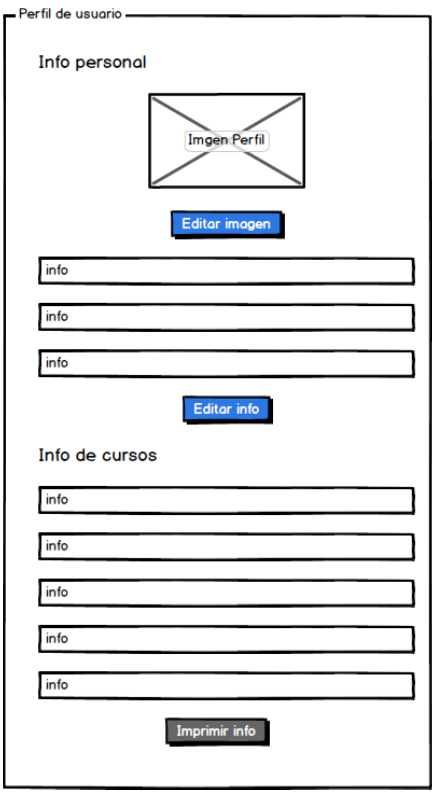 Perfil de usuario
Info personal
Imgen Perfil
Editar imagen
info
info
info
Editar info
Info de cursos
info
info
info
info
info
Imprimir info